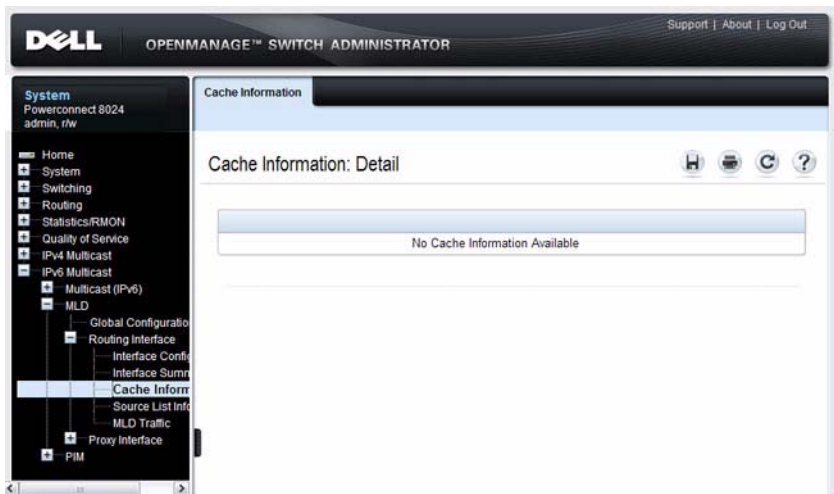 DELL
OPENMANAGE™ SWITCH ADMINISTRATOR
Support | About | Log Out
System
Powerconnect 8024
admin, r/w
Home
System
Switching
Routing
Statistics/RMON
Quality of Service
IPv4 Multicast
IPv6 Multicast
Multicast (IPv6)
MLD
Global Configuratio
Routing Interface
Interface Config
Interface Summ
Cache Inform
Source List Info
MLD Traffic
Proxy Interface
PIM
Cache Information
Cache Information: Detail
No Cache Information Available